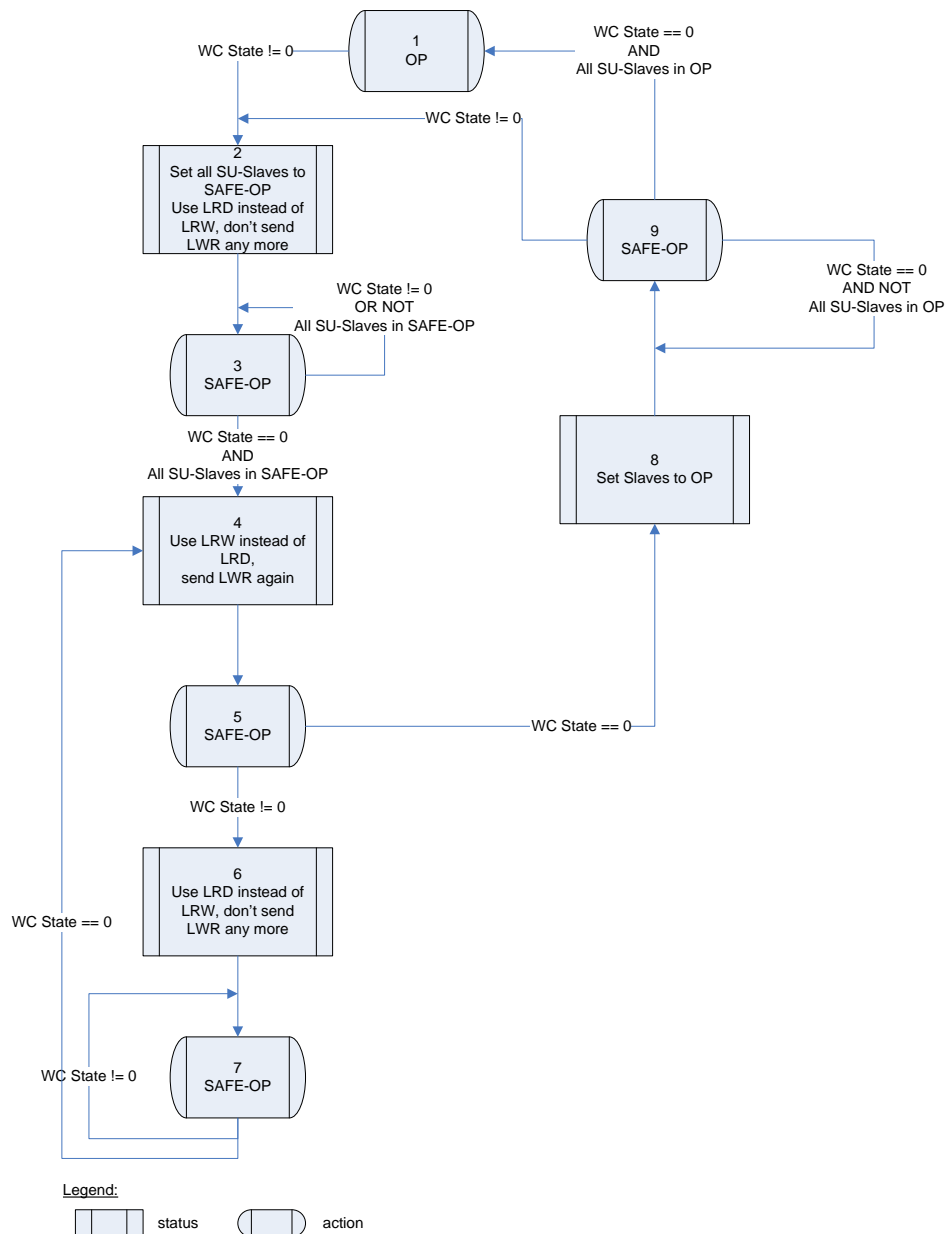 1
OP
WC State != 0
WC State == 0
AND
All SU-Slaves in OP
WC State != 0
2
Set all SU-Slaves to
SAFE-OP
Use LRD instead of
LRW, don't send
LWR any more
9
SAFE-OP
WC State == 0
AND NOT
All SU-Slaves in OP
WC State != 0
OR NOT
All SU-Slaves in SAFE-OP
3
SAFE-OP
WC State == 0
AND
All SU-Slaves in SAFE-OP
8
Set Slaves to OP
4
Use LRW instead of
LRD,
send LWR again
5
SAFE-OP
WC State == 0
WC State != 0
6
Use LRD instead of
LRW, don't send
LWR any more
WC State == 0
7
SAFE-OP
WC State != 0
Legend:
status
action